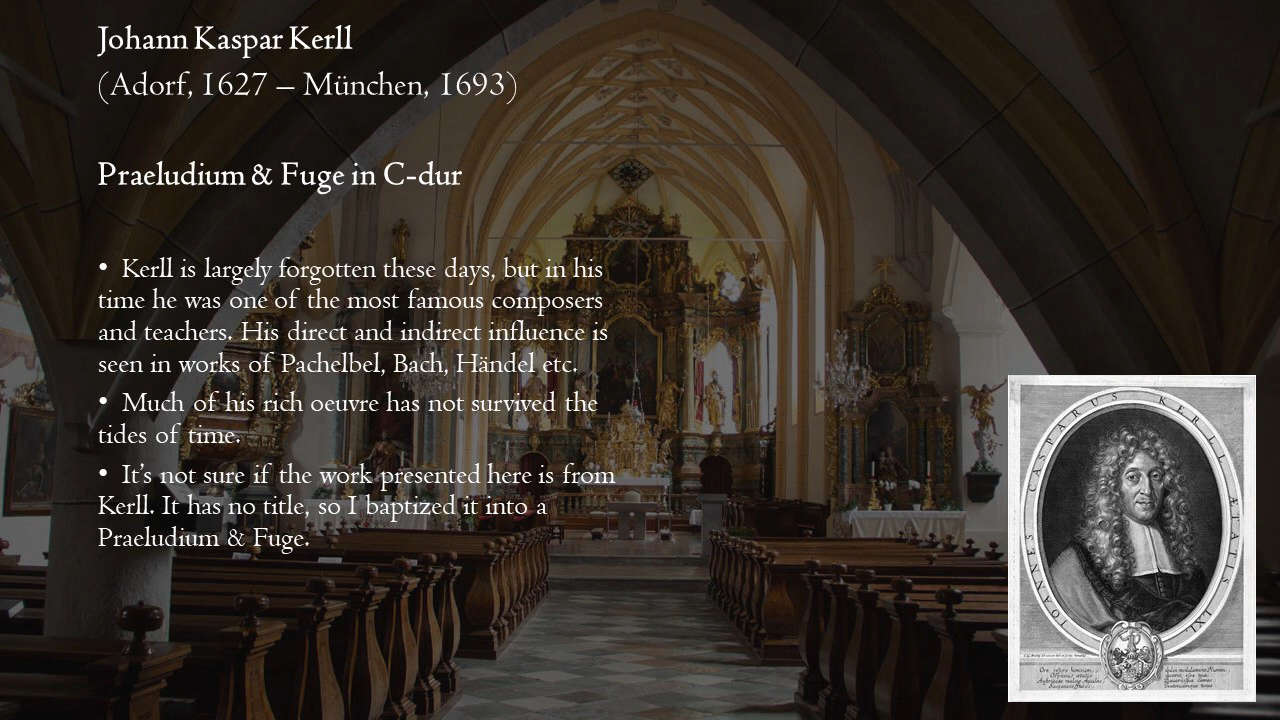 Johann Kaspar Kerll
(Adorf, 1627 – München, 1693)
Praeludium & Fuge in C-dur
• Kerll is largely forgotten these days, but in his
time he was one of the most famous composers
and teachers. His direct and indirect influence is
seen in works of Pachelbel, Bach, Händel etc.
• Much of his rich oeuvre has not survived the
tides of time.
• It's not sure if the work presented here is from
Kerll. It has no title, so I baptized it into a
Praeludium & Fuge.
IOANNES CASPARUS KERLL ÆTATIS LXI.